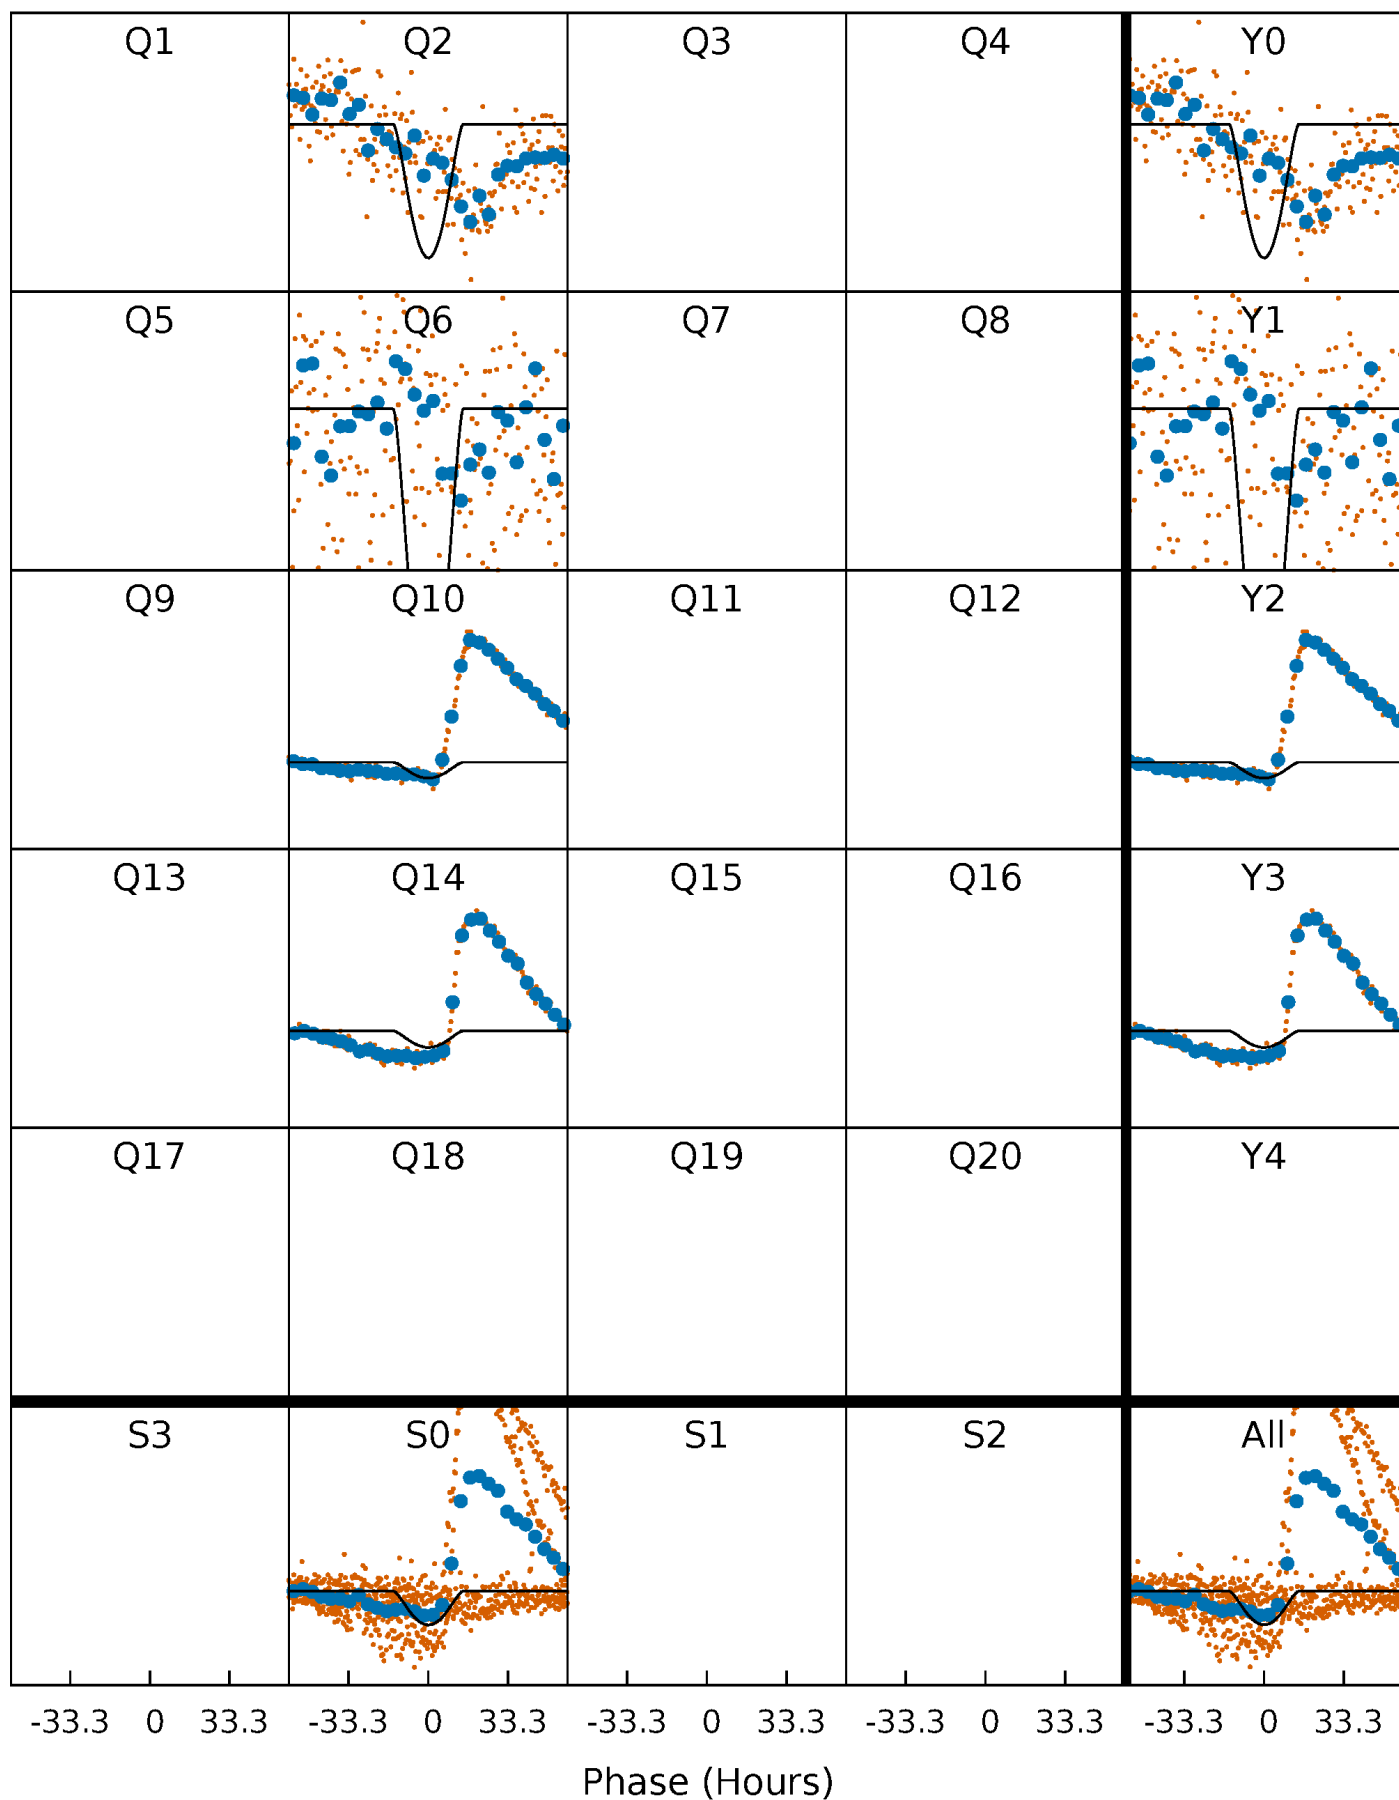 Q1 Q2 Q3 Q4 Y0
Q5 Q6 Q7 Q8 Y1
Q9 Q10 Q11 Q12 Y2
Q13 Q14 Q15 Q16 Y3
Q17 Q18 Q19 Q20 Y4
S3 S0 S1 S2 All
-33.3 0 33.3 -33.3 0 33.3 -33.3 0 33.3 -33.3 0 33.3 -33.3 0 33.3
Phase (Hours)